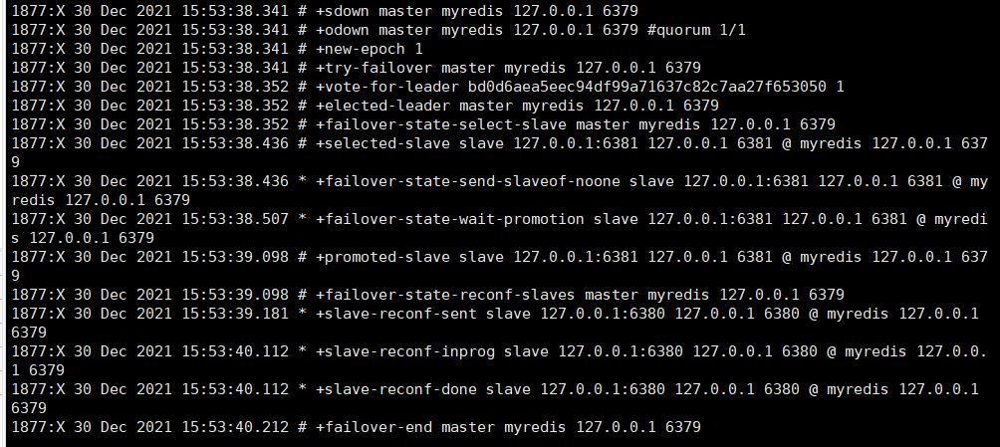 1877:X 30 Dec 2021 15:53:38.341 # +sdown master myredis 127.0.0.1 6379
1877:X 30 Dec 2021 15:53:38.341 # +odown master myredis 127.0.0.1 6379 #quorum 1/1
1877:X 30 Dec 2021 15:53:38.341 # +new-epoch 1
1877:X 30 Dec 2021 15:53:38.341 # +try-failover master myredis 127.0.0.1 6379
1877:X 30 Dec 2021 15:53:38.352 # +vote-for-leader bd0d6aea5eec94df99a71637c82c7aa27f653050 1
1877:X 30 Dec 2021 15:53:38.352 # +elected-leader master myredis 127.0.0.1 6379
1877:X 30 Dec 2021 15:53:38.352 # +failover-state-select-slave master myredis 127.0.0.1 6379
1877:X 30 Dec 2021 15:53:38.436 # +selected-slave slave 127.0.0.1:6381 127.0.0.1 6381 @ myredis 127.0.0.1 637
9
1877:X 30 Dec 2021 15:53:38.436 * +failover-state-send-slaveof-noone slave 127.0.0.1:6381 127.0.0.1 6381 @ my
redis 127.0.0.1 6379
1877:X 30 Dec 2021 15:53:38.507 * +failover-state-wait-promotion slave 127.0.0.1:6381 127.0.0.1 6381 @ myredi
s 127.0.0.1 6379
1877:X 30 Dec 2021 15:53:39.098 # +promoted-slave slave 127.0.0.1:6381 127.0.0.1 6381 @ myredis 127.0.0.1 637
9
1877:X 30 Dec 2021 15:53:39.098 # +failover-state-reconf-slaves master myredis 127.0.0.1 6379
1877:X 30 Dec 2021 15:53:39.181 * +slave-reconf-sent slave 127.0.0.1:6380 127.0.0.1 6380 @ myredis 127.0.0.1
6379
1877:X 30 Dec 2021 15:53:40.112 * +slave-reconf-inprog slave 127.0.0.1:6380 127.0.0.1 6380 @ myredis 127.0.0.
1 6379
1877:X 30 Dec 2021 15:53:40.112 * +slave-reconf-done slave 127.0.0.1:6380 127.0.0.1 6380 @ myredis 127.0.0.1
6379
1877:X 30 Dec 2021 15:53:40.212 # +failover-end master myredis 127.0.0.1 6379